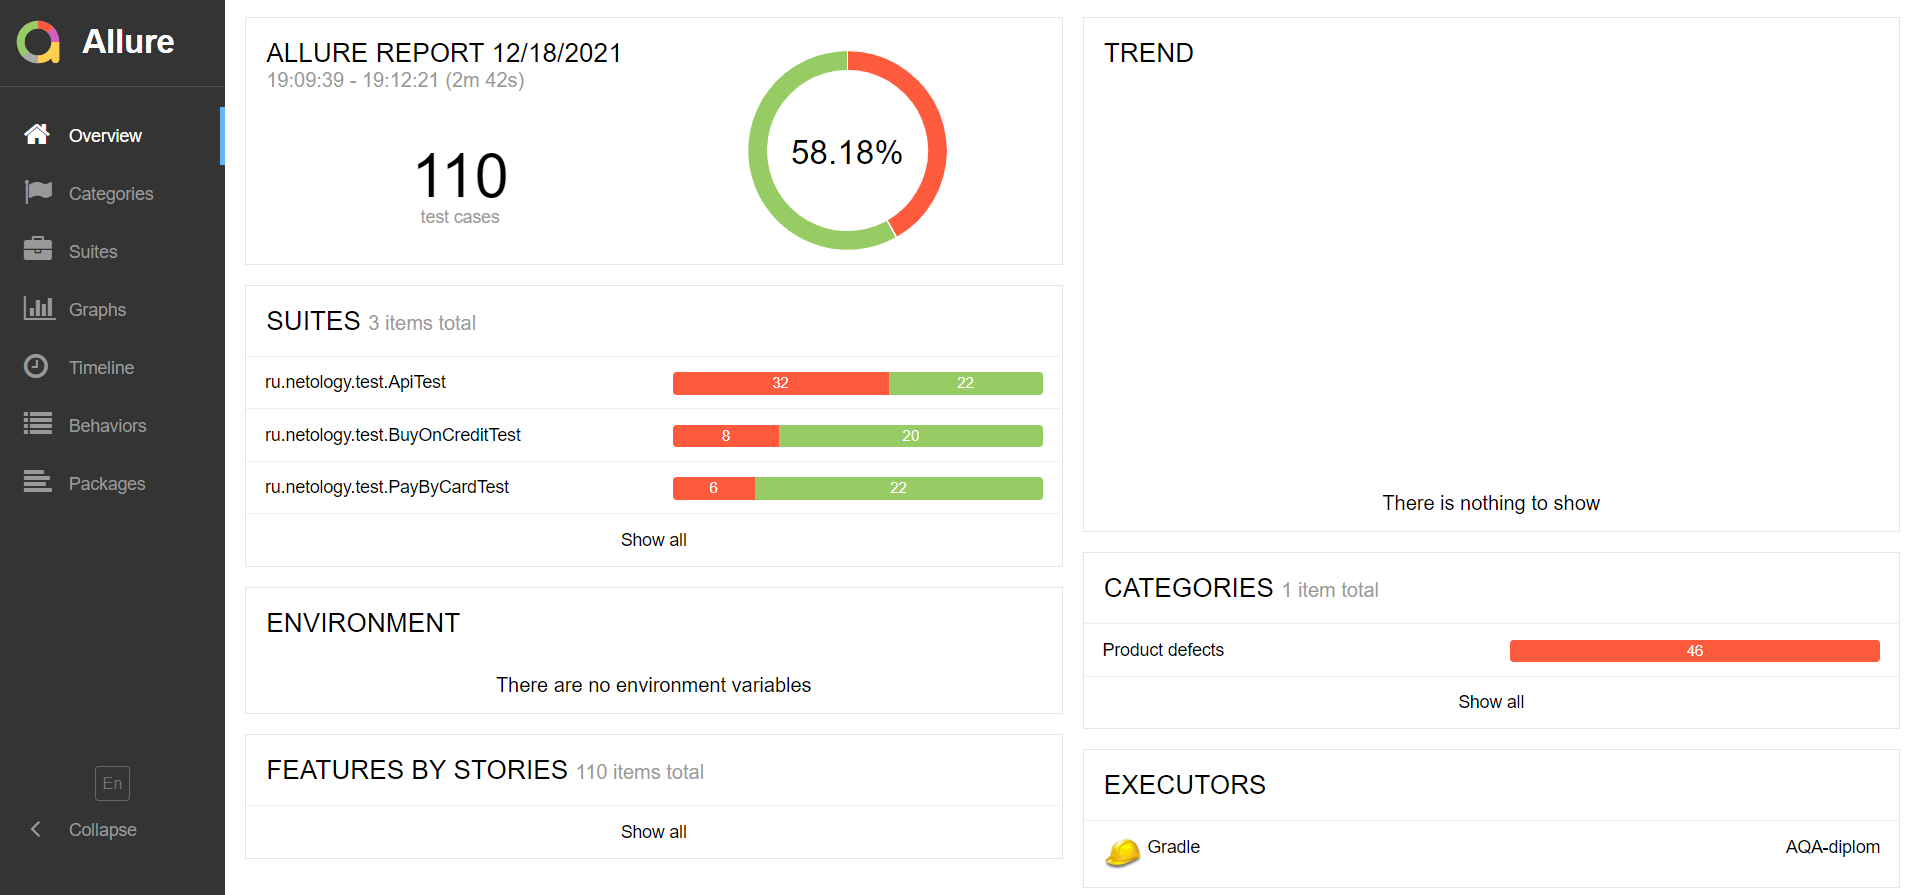 Allure
Overview
Categories
Suites
Graphs
Timeline
Behaviors
Packages
En
Collapse
ALLURE REPORT 12/18/2021
19:09:39 - 19:12:21 (2m 42s)
110
test cases
58.18%
SUITES 3 items total
ru.netology.test.ApiTest 32 22
ru.netology.test.BuyOnCreditTest 8 20
ru.netology.test.PayByCardTest 6 22
Show all
ENVIRONMENT
There are no environment variables
FEATURES BY STORIES 110 items total
Show all
TREND
There is nothing to show
CATEGORIES 1 item total
Product defects 46
Show all
EXECUTORS
Gradle AQA-diplom